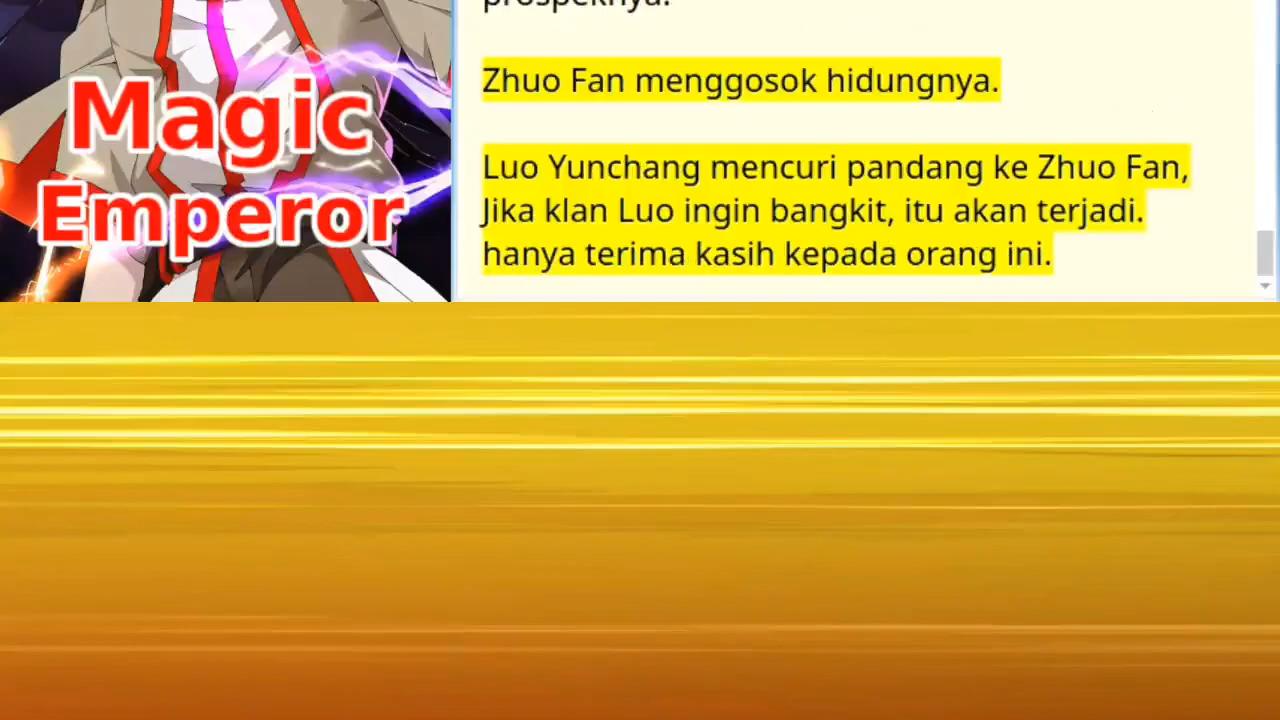 Magic
Emperor
prospeknya.
Zhuo Fan menggosok hidungnya.
Luo Yunchang mencuri pandang ke Zhuo Fan,
Jika klan Luo ingin bangkit, itu akan terjadi.
hanya terima kasih kepada orang ini.